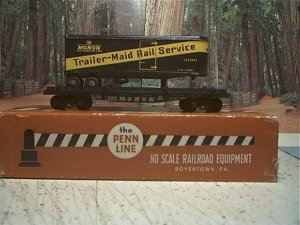 MONON
Trailer-Maid Rail Service
MONON
the
PENN
LINE
HO SCALE RAILROAD EQUIPMENT
BOYERTOWN, PA.